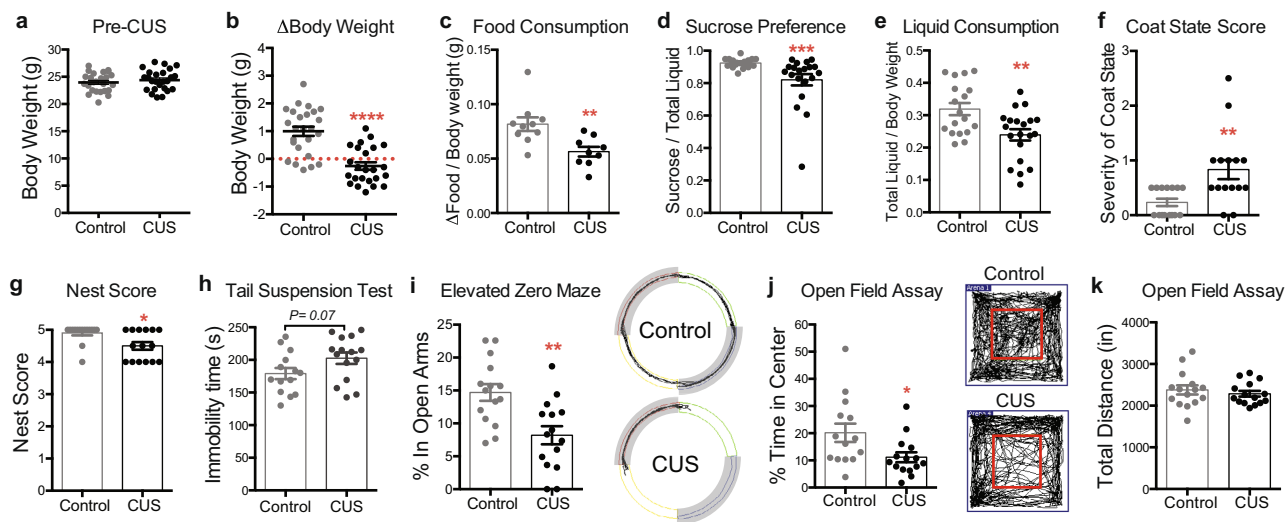 a Pre-CUS
Body Weight (g)
30
25
20
15
10
5
0
Control CUS
b ΔBody Weight
Body Weight (g)
4
3
2
1
0
-1
-2
****
Control CUS
c Food Consumption
ΔFood / Body weight (g)
0.15
0.10
0.05
0.00
**
Control CUS
d Sucrose Preference
Sucrose / Total Liquid
1.0
0.8
0.6
0.4
0.2
0.0
***
Control CUS
e Liquid Consumption
Total Liquid / Body Weight
0.5
0.4
0.3
0.2
0.1
0.0
**
Control CUS
f Coat State Score
Severity of Coat State
3
2
1
0
**
Control CUS
g Nest Score
Nest Score
5
4
3
2
1
0
*
Control CUS
h Tail Suspension Test
Immobility time (s)
250
200
150
100
50
0
P= 0.07
Control CUS
i Elevated Zero Maze
% In Open Arms
30
25
20
15
10
5
0
**
Control CUS
Control
CUS
j Open Field Assay
% Time in Center
60
50
40
30
20
10
0
*
Control CUS
Control
Arena 1
CUS
k Open Field Assay
Total Distance (in)
4000
3000
2000
1000
0
Control CUS